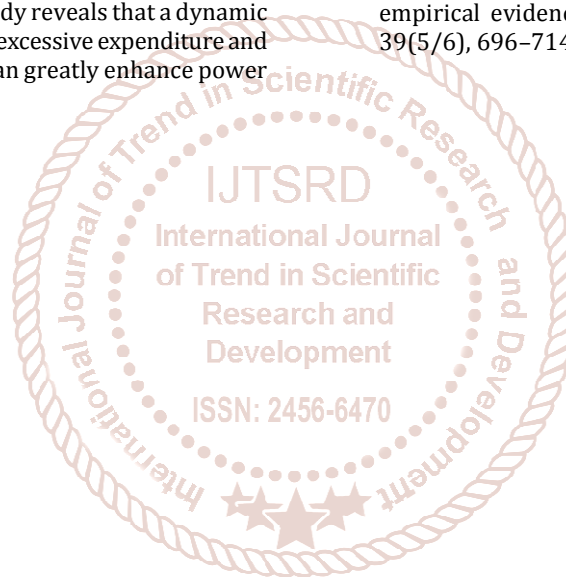 dy reveals that a dynamic
excessive expenditure and
an greatly enhance power
empirical eviden
39(5/6), 696–714
International Journal of Trend in Scientific Research and Development
IJTSRD
International Journal
of Trend in Scientific
Research and
Development
ISSN: 2456-6470